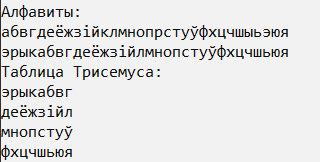 Алфавиты:
абвгдеёжзійклмнопрстуўфхцчшыьэюя
эрыкабвгдеёжзійлмнопстуўфхцчшьюя
Таблица Трисемуса:
эрыкабвг
деёжзійл
мнопстуў
фхцчшьюя